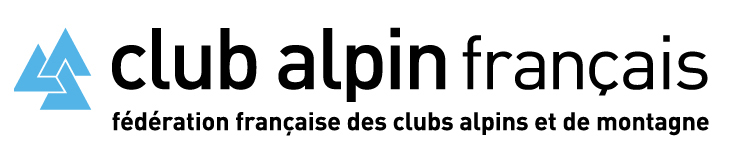 club alpin français
fédération française des clubs alpins et de montagne